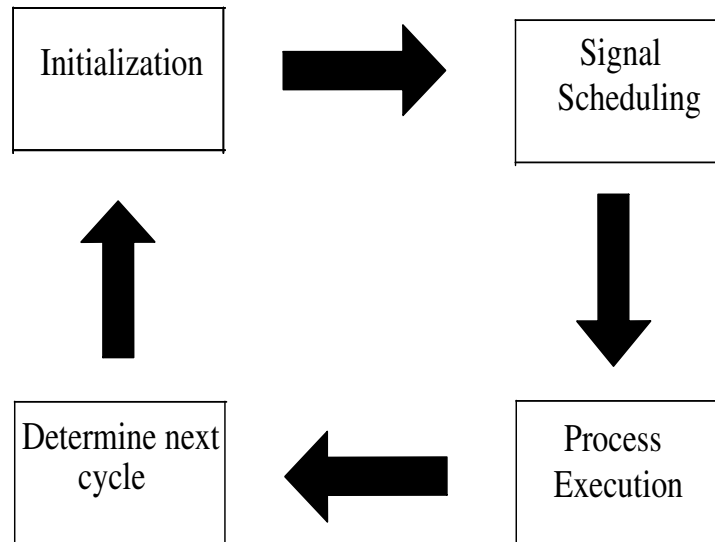 Initialization
Signal
Scheduling
Determine next
cycle
Process
Execution